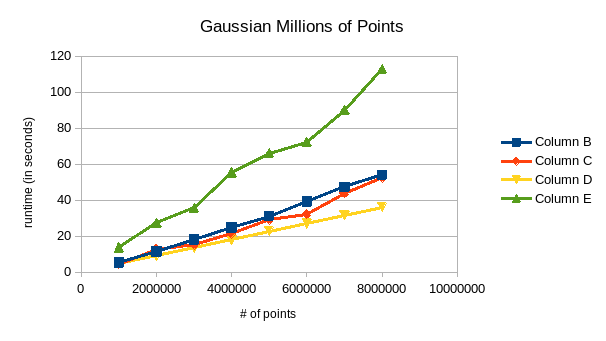 Gaussian Millions of Points
120
100
80
60
40
20
0
0 2000000 4000000 6000000 8000000 10000000
runtime (in seconds)
# of points
Column B
Column C
Column D
Column E